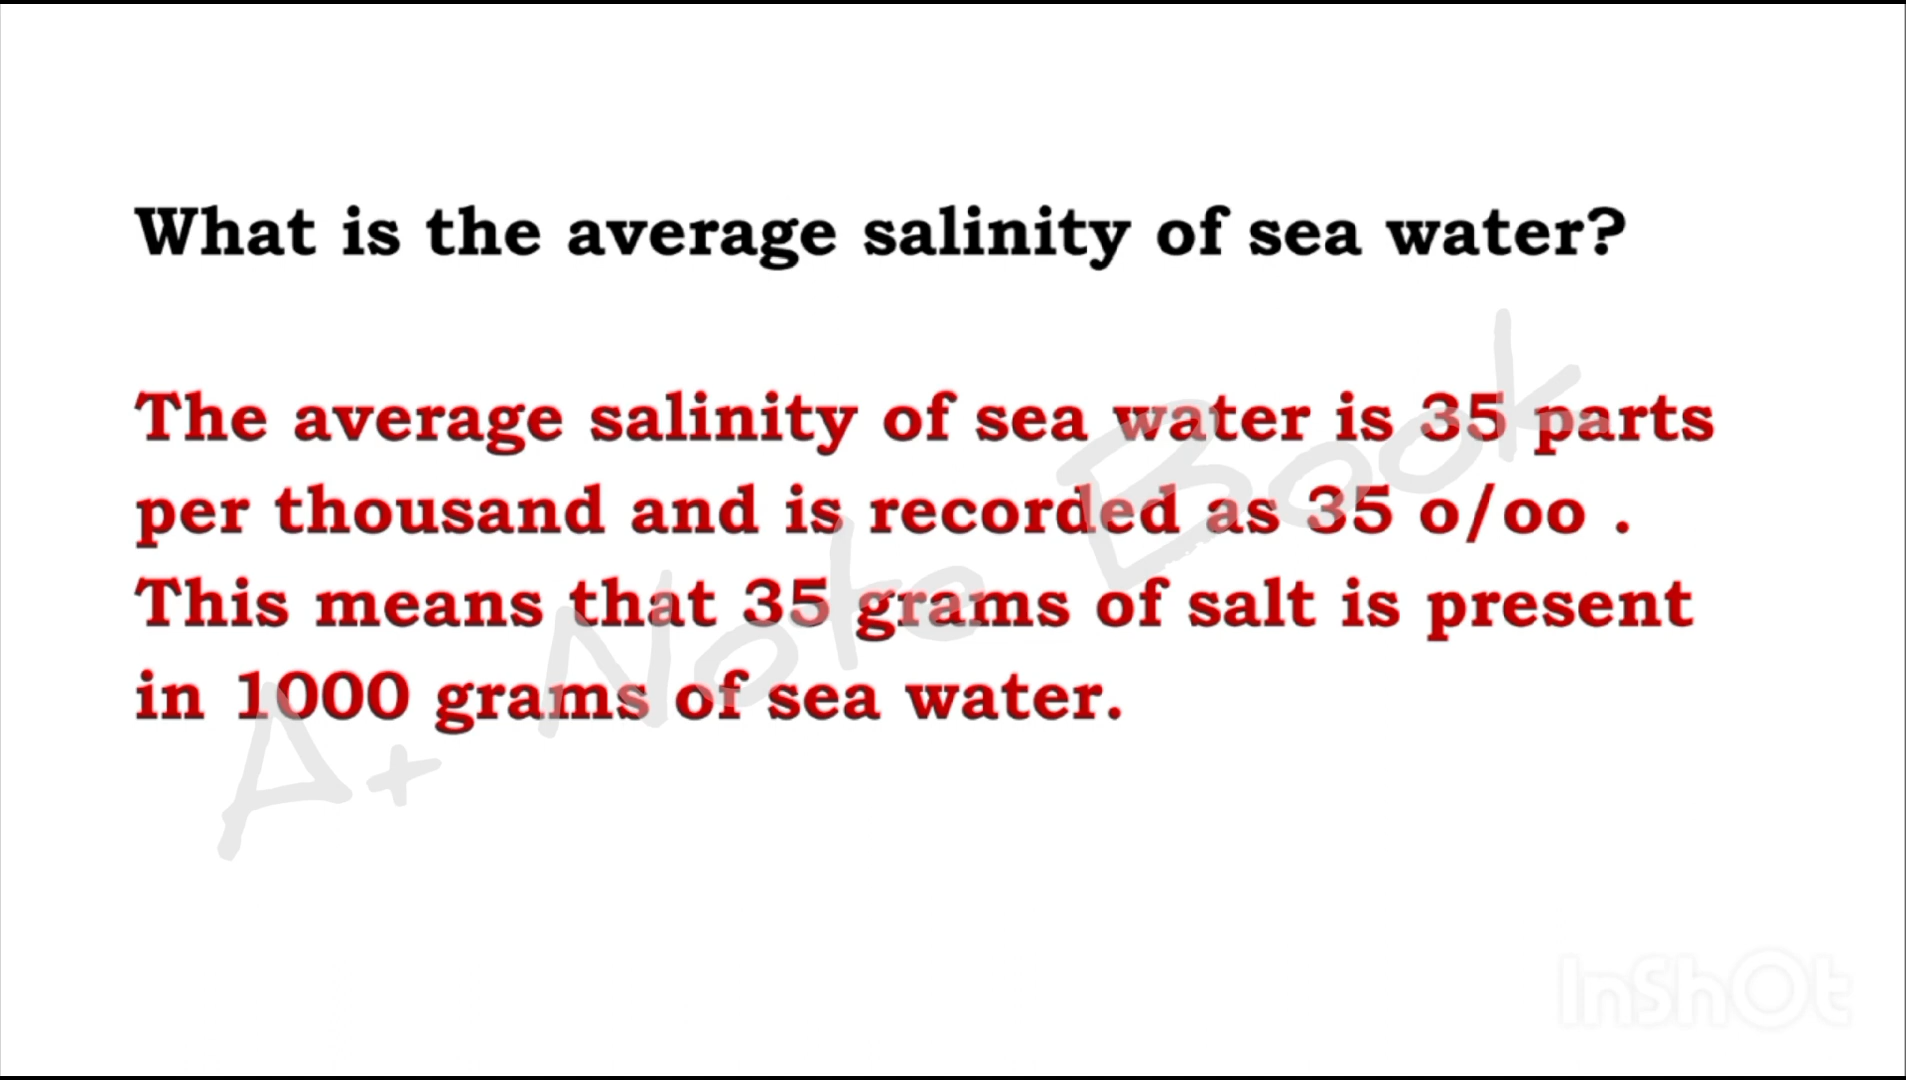 What is the average salinity of sea water?
The average salinity of sea water is 35 parts
per thousand and is recorded as 35 o/oo .
This means that 35 grams of salt is present
in 1000 grams of sea water.
A+ Note Book
InShOt